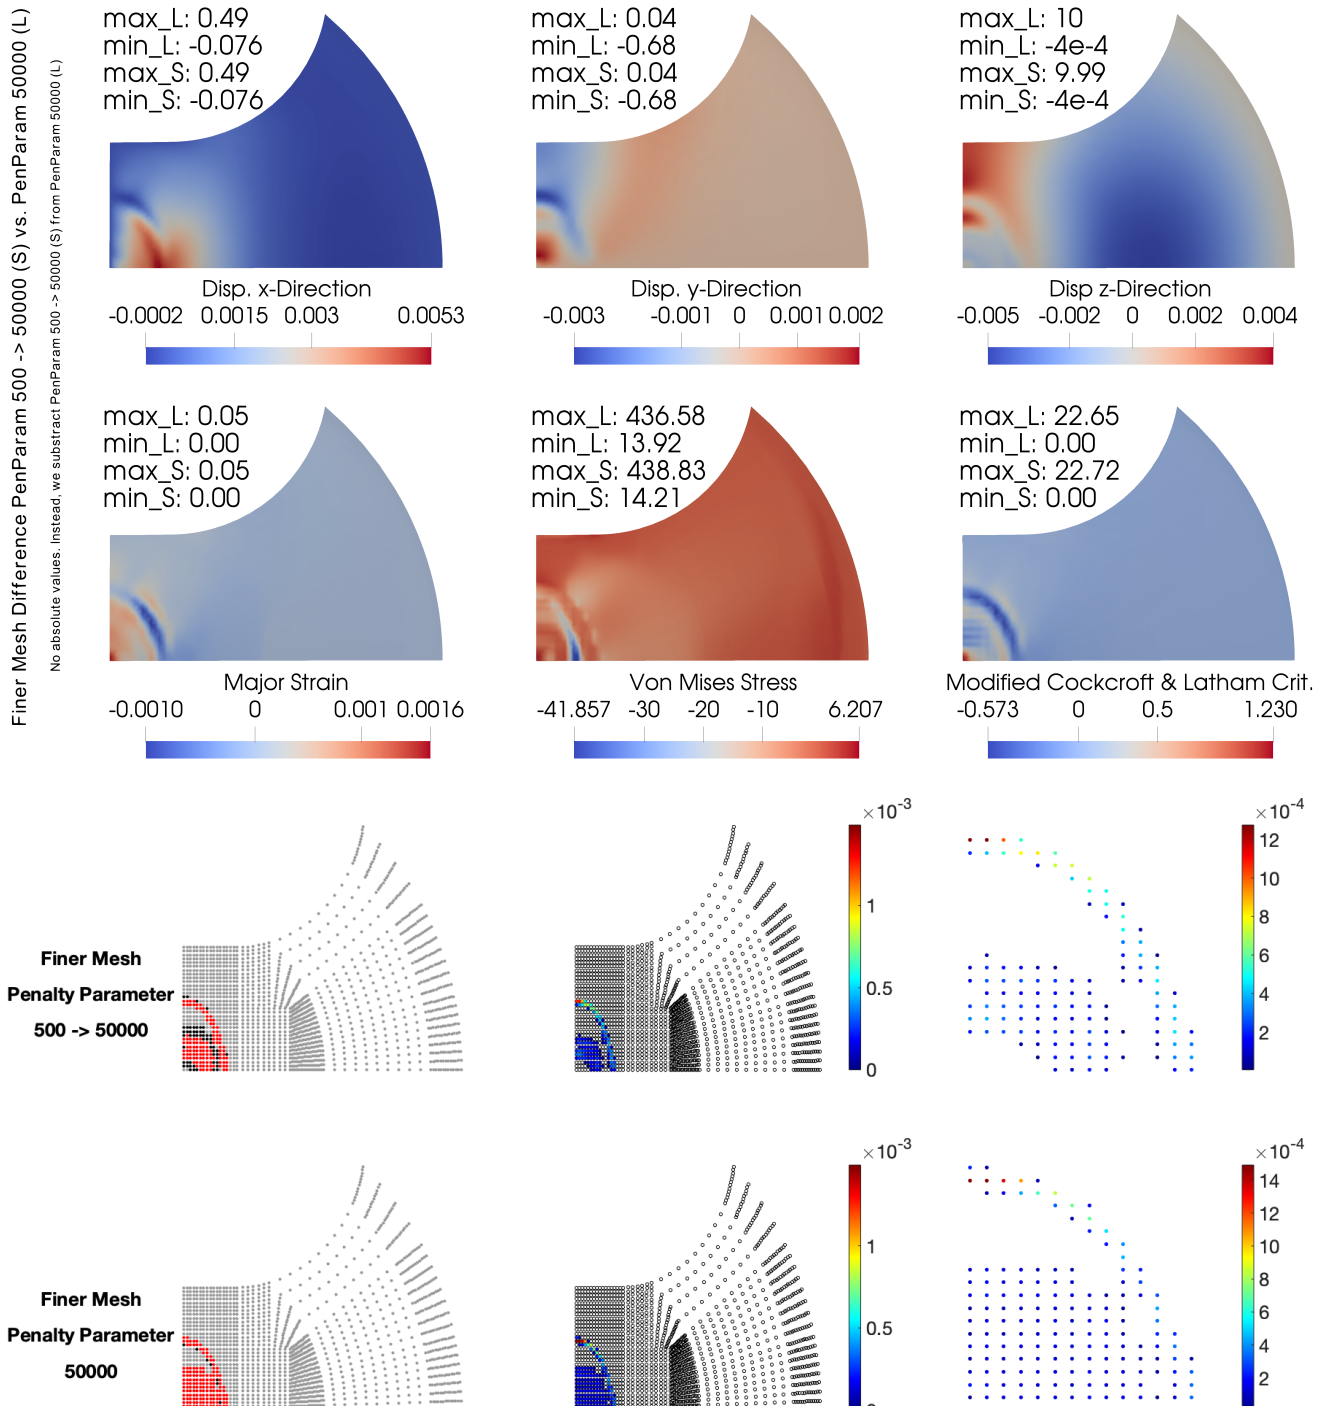 Finer Mesh Difference PenParam 500 -> 50000 (S) vs. PenParam 50000 (L)
No absolute values. Instead, we substract PenParam 500 -> 50000 (S) from PenParam 50000 (L)
max_L: 0.49
min_L: -0.076
max_S: 0.49
min_S: -0.076
Disp. x-Direction
-0.0002 0.0015 0.003 0.0053
max_L: 0.04
min_L: -0.68
max_S: 0.04
min_S: -0.68
Disp. y-Direction
-0.003 -0.001 0 0.001 0.002
max_L: 10
min_L: -4e-4
max_S: 9.99
min_S: -4e-4
Disp z-Direction
-0.005 -0.002 0 0.002 0.004
max_L: 0.05
min_L: 0.00
max_S: 0.05
min_S: 0.00
Major Strain
-0.0010 0 0.001 0.0016
max_L: 436.58
min_L: 13.92
max_S: 438.83
min_S: 14.21
Von Mises Stress
-41.857 -30 -20 -10 6.207
max_L: 22.65
min_L: 0.00
max_S: 22.72
min_S: 0.00
Modified Cockcroft & Latham Crit.
-0.573 0 0.5 1.230
Finer Mesh
Penalty Parameter
500 -> 50000
×10-3
1
0.5
0
×10-4
12
10
8
6
4
2
Finer Mesh
Penalty Parameter
50000
×10-3
1
0.5
×10-4
14
12
10
8
6
4
2